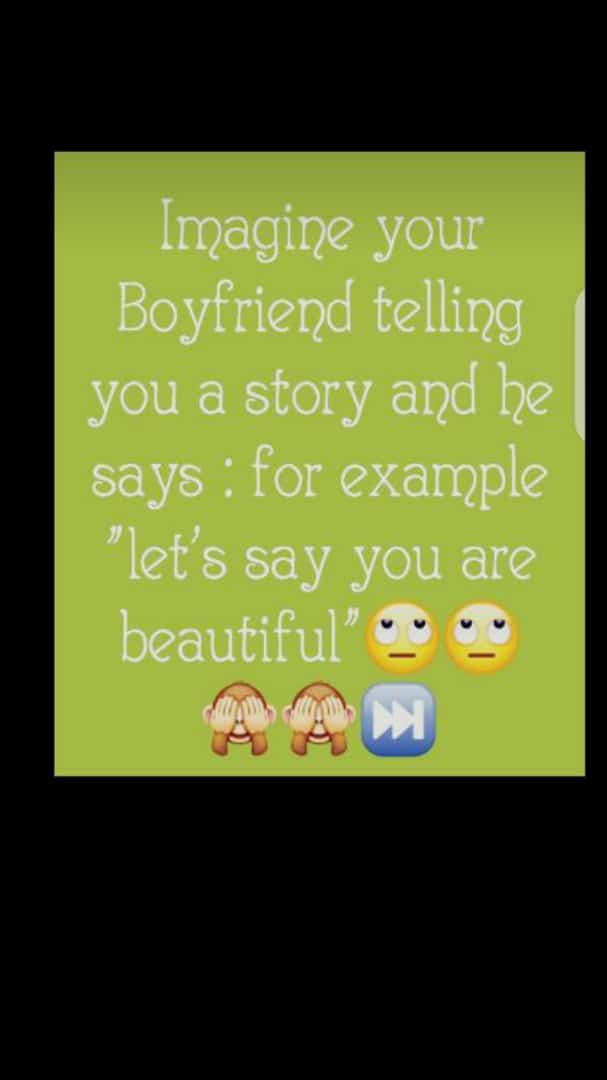 Imagine your
Boyfriend telling
you a story and he
says : for example
"let's say you are
beautiful"🙄🙄
🙈🙈⏭️